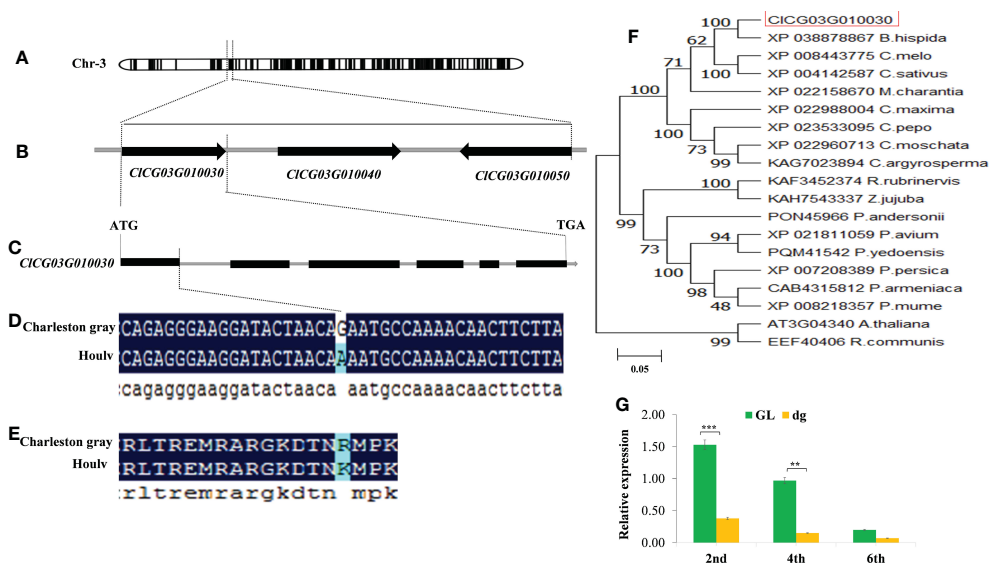 A
Chr-3
B
ClCG03G010030
ClCG03G010040
ClCG03G010050
ATG
TGA
C
ClCG03G010030
D
Charleston gray
CAGAGGGAAGGATACTAACAGAATGCCAAAACAACTTCTTA
Houlv
CAGAGGGAAGGATACTAACAAAATGCCAAAACAACTTCTTA
cagagggaaggatactaaca aatgccaaaacaacttctta
E
Charleston gray
RLTREMRARGKDTNRMPK
Houlv
RLTREMRARGKDTNKMPK
rltremrargkdtn mpk
F
ClCG03G010030
XP 038878867 B.hispida
XP 008443775 C.melo
XP 004142587 C.sativus
XP 022158670 M.charantia
XP 022988004 C.maxima
XP 023533095 C.pepo
XP 022960713 C.moschata
KAG7023894 C.argyrosperma
KAF3452374 R.rubrinervis
KAH7543337 Z.jujuba
PON45966 P.andersonii
XP 021811059 P.avium
PQM41542 P.yedoensis
XP 007208389 P.persica
CAB4315812 P.armeniaca
XP 008218357 P.mume
AT3G04340 A.thaliana
EEF40406 R.communis
100
62
100
71
100
100
73
99
100
99
73
94
100
98
48
99
0.05
G
GL
dg
Relative expression
2.00
1.50
1.00
0.50
0.00
***
**
2nd
4th
6th